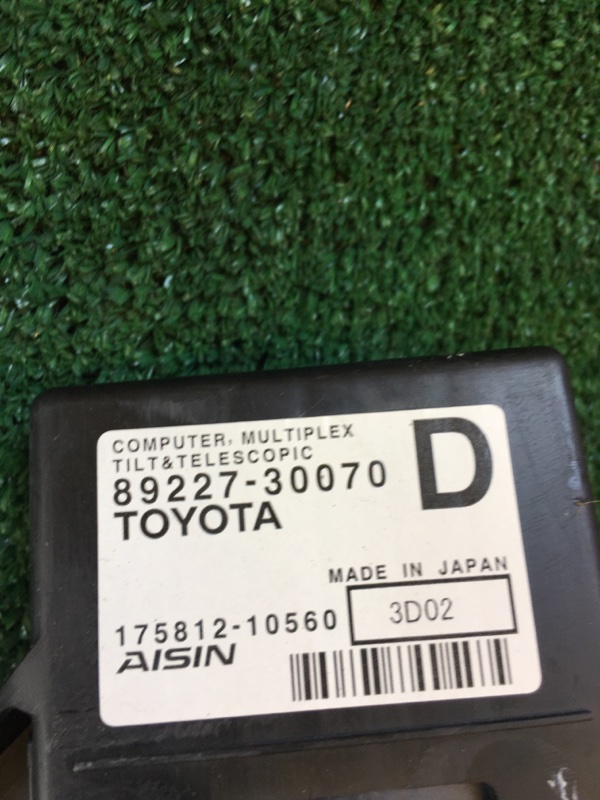 COMPUTER, MULTIPLEX
TILT&TELESCOPIC
89227-30070
D
TOYOTA
MADE IN JAPAN
175812-10560
3D02
AISIN